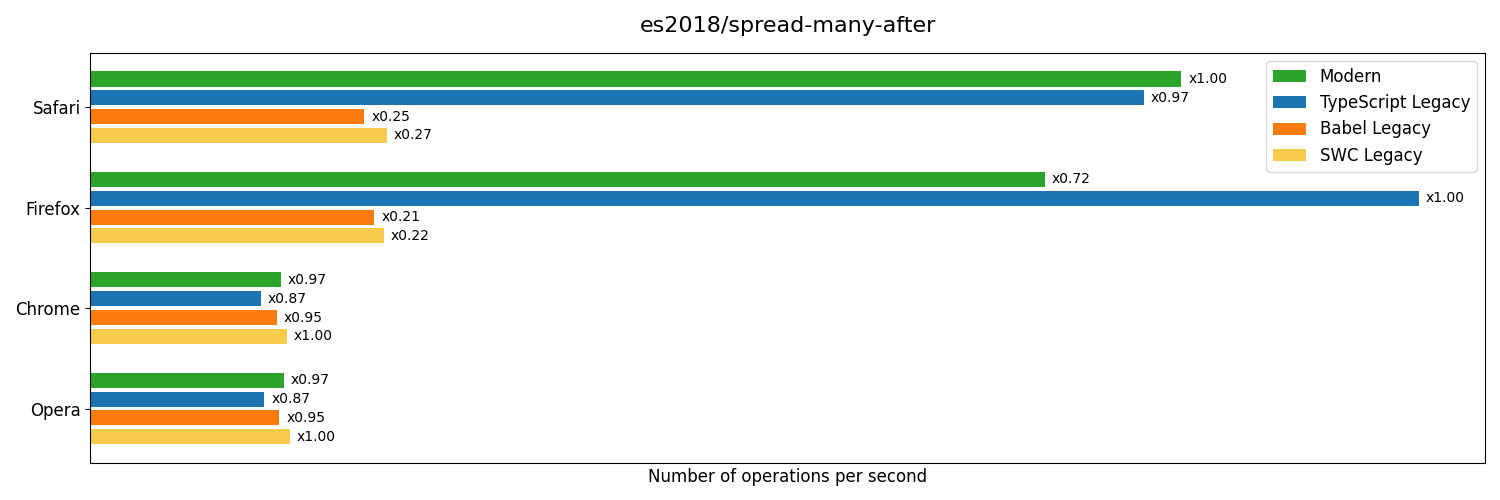 es2018/spread-many-after
Modern
TypeScript Legacy
Babel Legacy
SWC Legacy
Safari
x1.00
x0.97
x0.25
x0.27
Firefox
x0.72
x1.00
x0.21
x0.22
Chrome
x0.97
x0.87
x0.95
x1.00
Opera
x0.97
x0.87
x0.95
x1.00
Number of operations per second